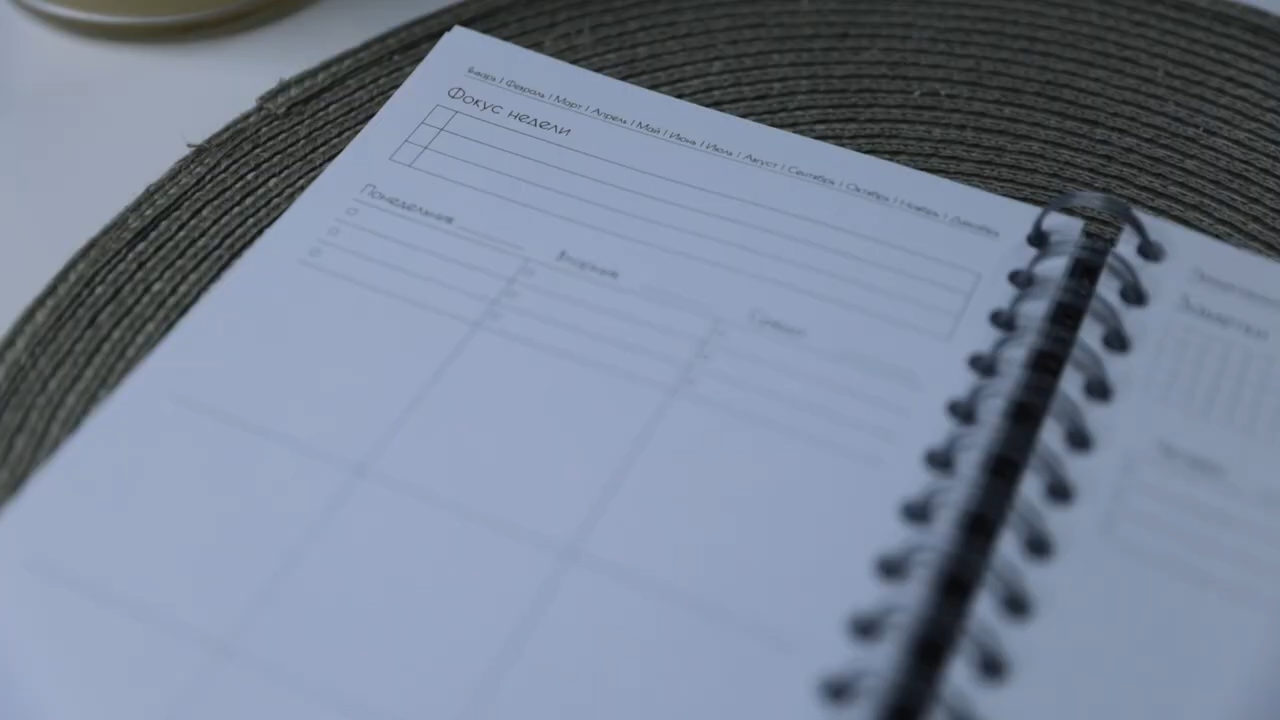 Январь | Февраль | Март | Апрель | Май | Июнь | Июль | Август | Сентябрь | Октябрь | Ноябрь | Декабрь
Фокус недели
Понедельник
Вторник
Среда
Заметки